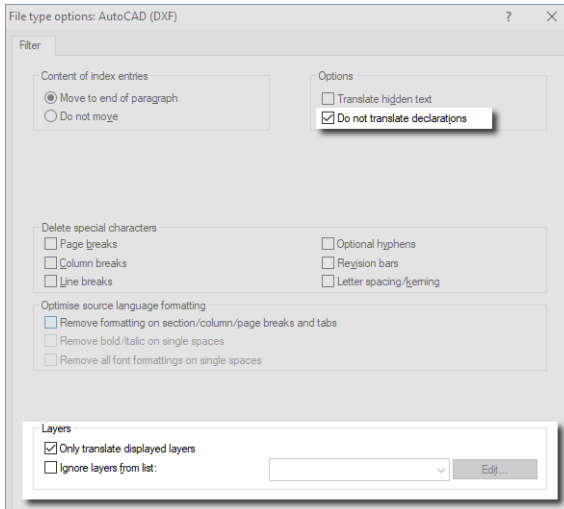 File type options: AutoCAD (DXF) ? ×
Filter
Content of index entries
Move to end of paragraph
Do not move
Options
Translate hidden text
Do not translate declarations
Delete special characters
Page breaks
Column breaks
Line breaks
Optional hyphens
Revision bars
Letter spacing/kerning
Optimise source language formatting
Remove formatting on section/column/page breaks and tabs
Remove bold/italic on single spaces
Remove all font formattings on single spaces
Layers
Only translate displayed layers
Ignore layers from list:
Edit...